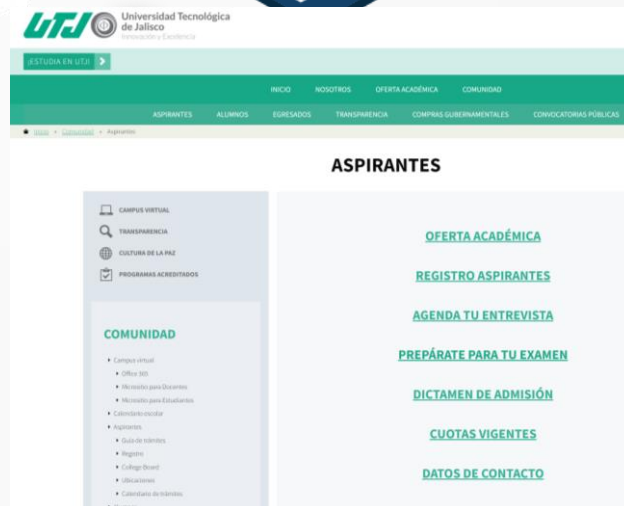 UTJ
Universidad Tecnológica
de Jalisco
Innovación y Excelencia
¡ESTUDIA EN UTJ!
INICIO NOSOTROS OFERTA ACADÉMICA COMUNIDAD
ASPIRANTES ALUMNOS EGRESADOS TRANSPARENCIA COMPRAS GUBERNAMENTALES CONVOCATORIAS PÚBLICAS
Inicio » Comunidad » Aspirantes
ASPIRANTES
CAMPUS VIRTUAL
TRANSPARENCIA
CULTURA DE LA PAZ
PROGRAMAS ACREDITADOS
COMUNIDAD
Campus virtual
Office 365
Micrositio para Docentes
Micrositio para Estudiantes
Calendario escolar
Aspirantes
Guía de trámites
Registro
College Board
Ubicaciones
Calendario de trámites
OFERTA ACADÉMICA
REGISTRO ASPIRANTES
AGENDA TU ENTREVISTA
PREPÁRATE PARA TU EXAMEN
DICTAMEN DE ADMISIÓN
CUOTAS VIGENTES
DATOS DE CONTACTO